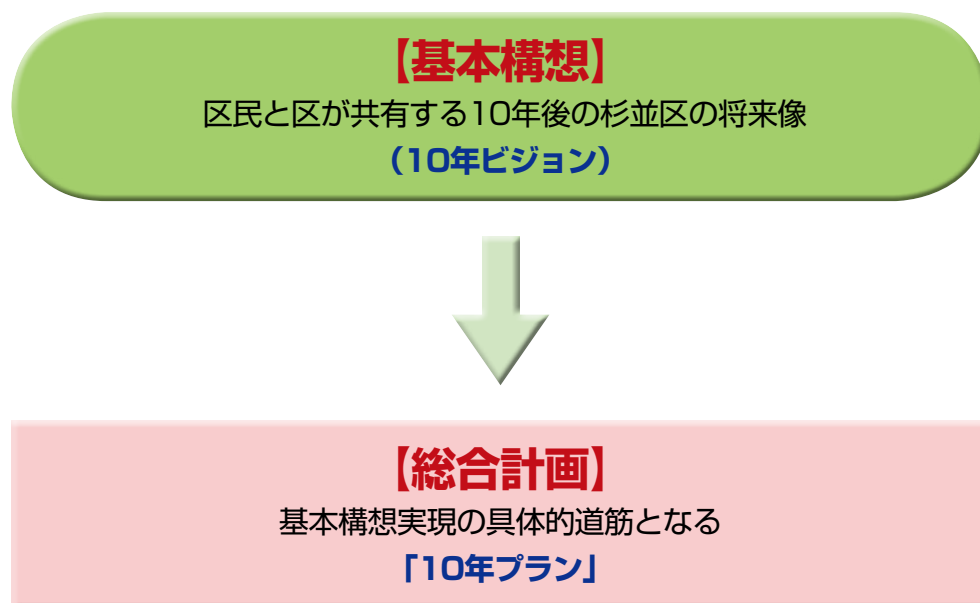 【基本構想】
区民と区が共有する10年後の杉並区の将来像
（10年ビジョン）
【総合計画】
基本構想実現の具体的道筋となる
「10年プラン」